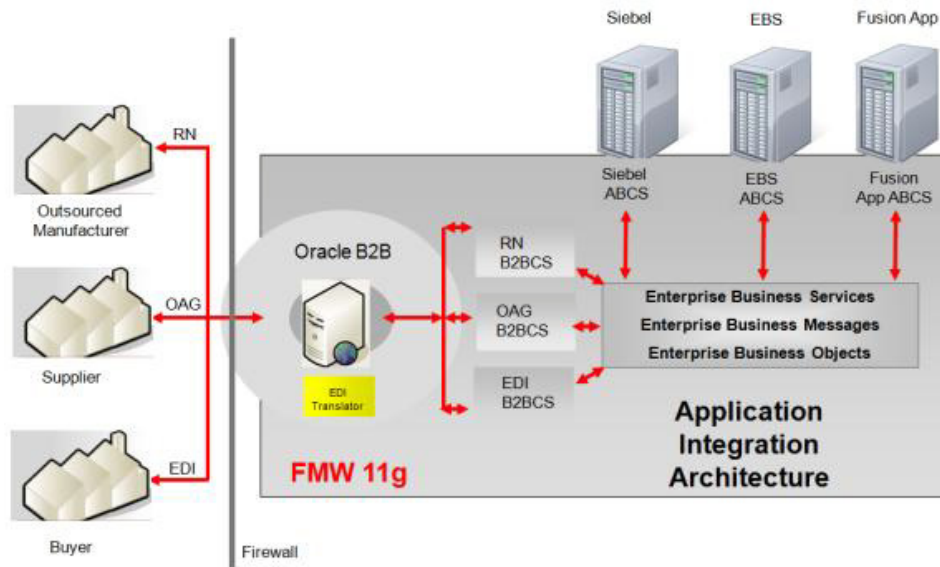 Siebel
EBS
Fusion App
RN
Outsourced
Manufacturer
OAG
Supplier
EDI
Buyer
Firewall
Oracle B2B
EDI
Translator
FMW 11g
RN
B2BCS
OAG
B2BCS
EDI
B2BCS
Siebel
ABCS
EBS
ABCS
Fusion
App ABCS
Enterprise Business Services
Enterprise Business Messages
Enterprise Business Objects
Application
Integration
Architecture